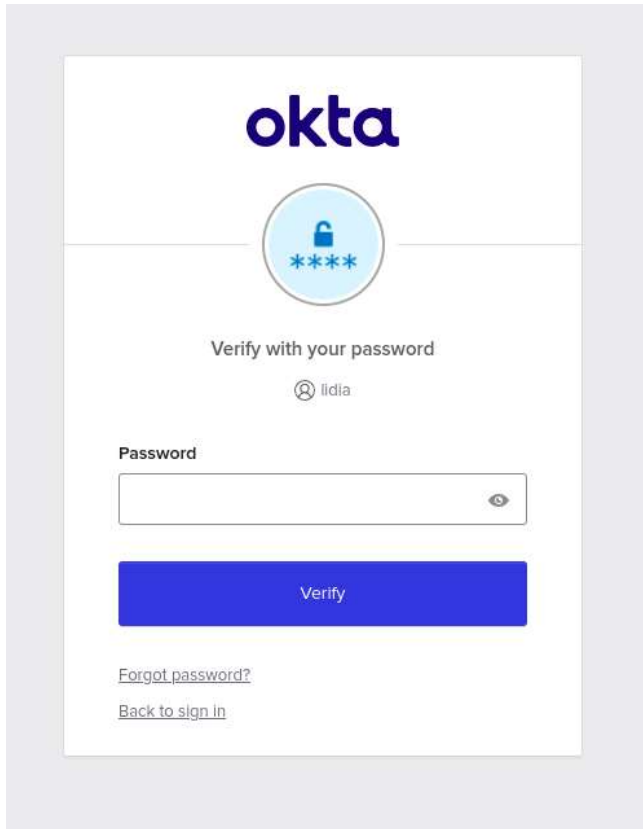 okta
****
Verify with your password
lidia
Password
Verify
Forgot password?
Back to sign in